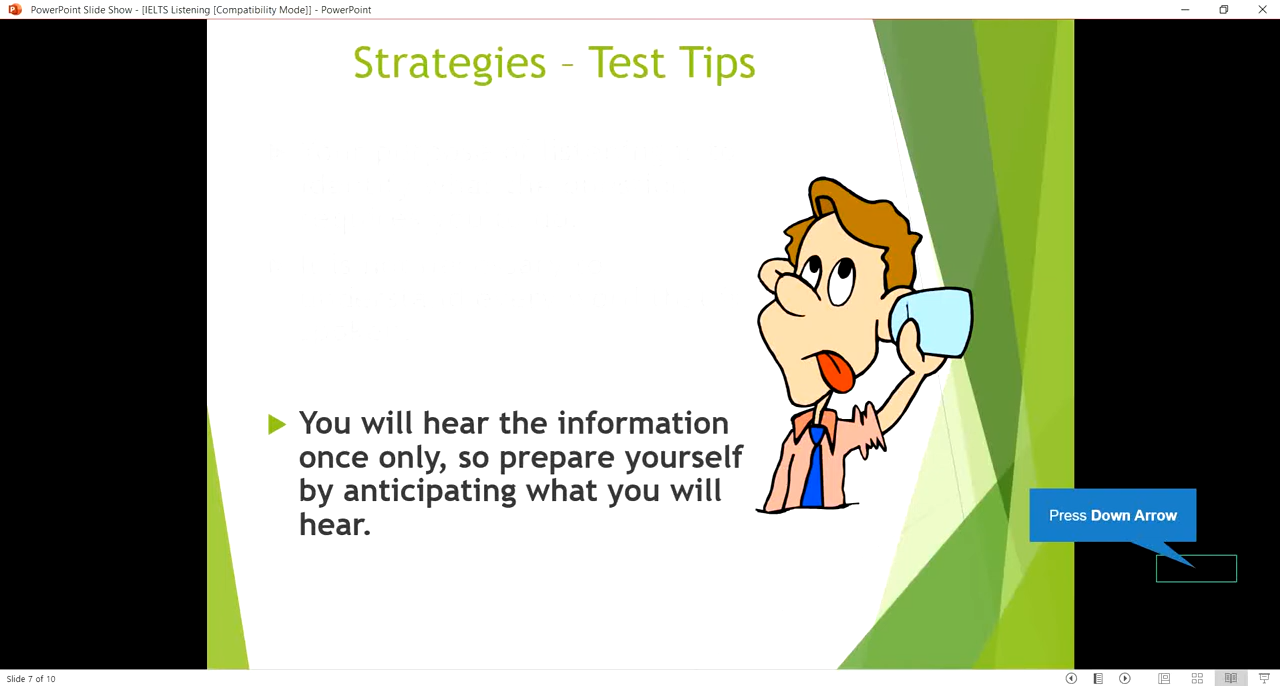 PowerPoint Slide Show - [IELTS Listening [Compatibility Mode]] - PowerPoint
Strategies – Test Tips
You will hear the information
once only, so prepare yourself
by anticipating what you will
hear.
Press Down Arrow
Slide 7 of 10